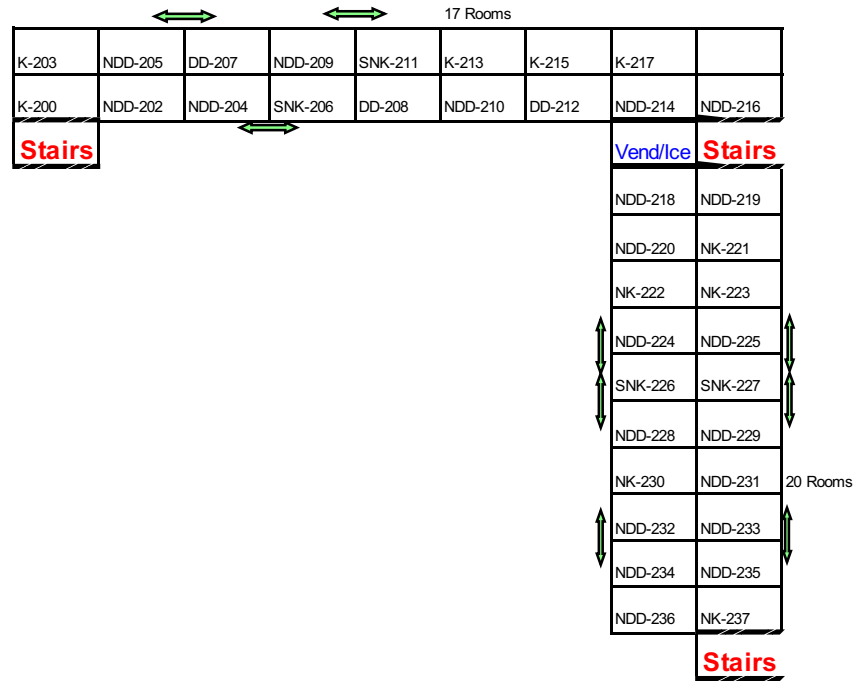 17 Rooms
K-203 NDD-205 DD-207 NDD-209 SNK-211 K-213 K-215 K-217
K-200 NDD-202 NDD-204 SNK-206 DD-208 NDD-210 DD-212 NDD-214 NDD-216
Stairs Vend/Ice Stairs
NDD-218 NDD-219
NDD-220 NK-221
NK-222 NK-223
NDD-224 NDD-225
SNK-226 SNK-227
NDD-228 NDD-229
NK-230 NDD-231 20 Rooms
NDD-232 NDD-233
NDD-234 NDD-235
NDD-236 NK-237
Stairs